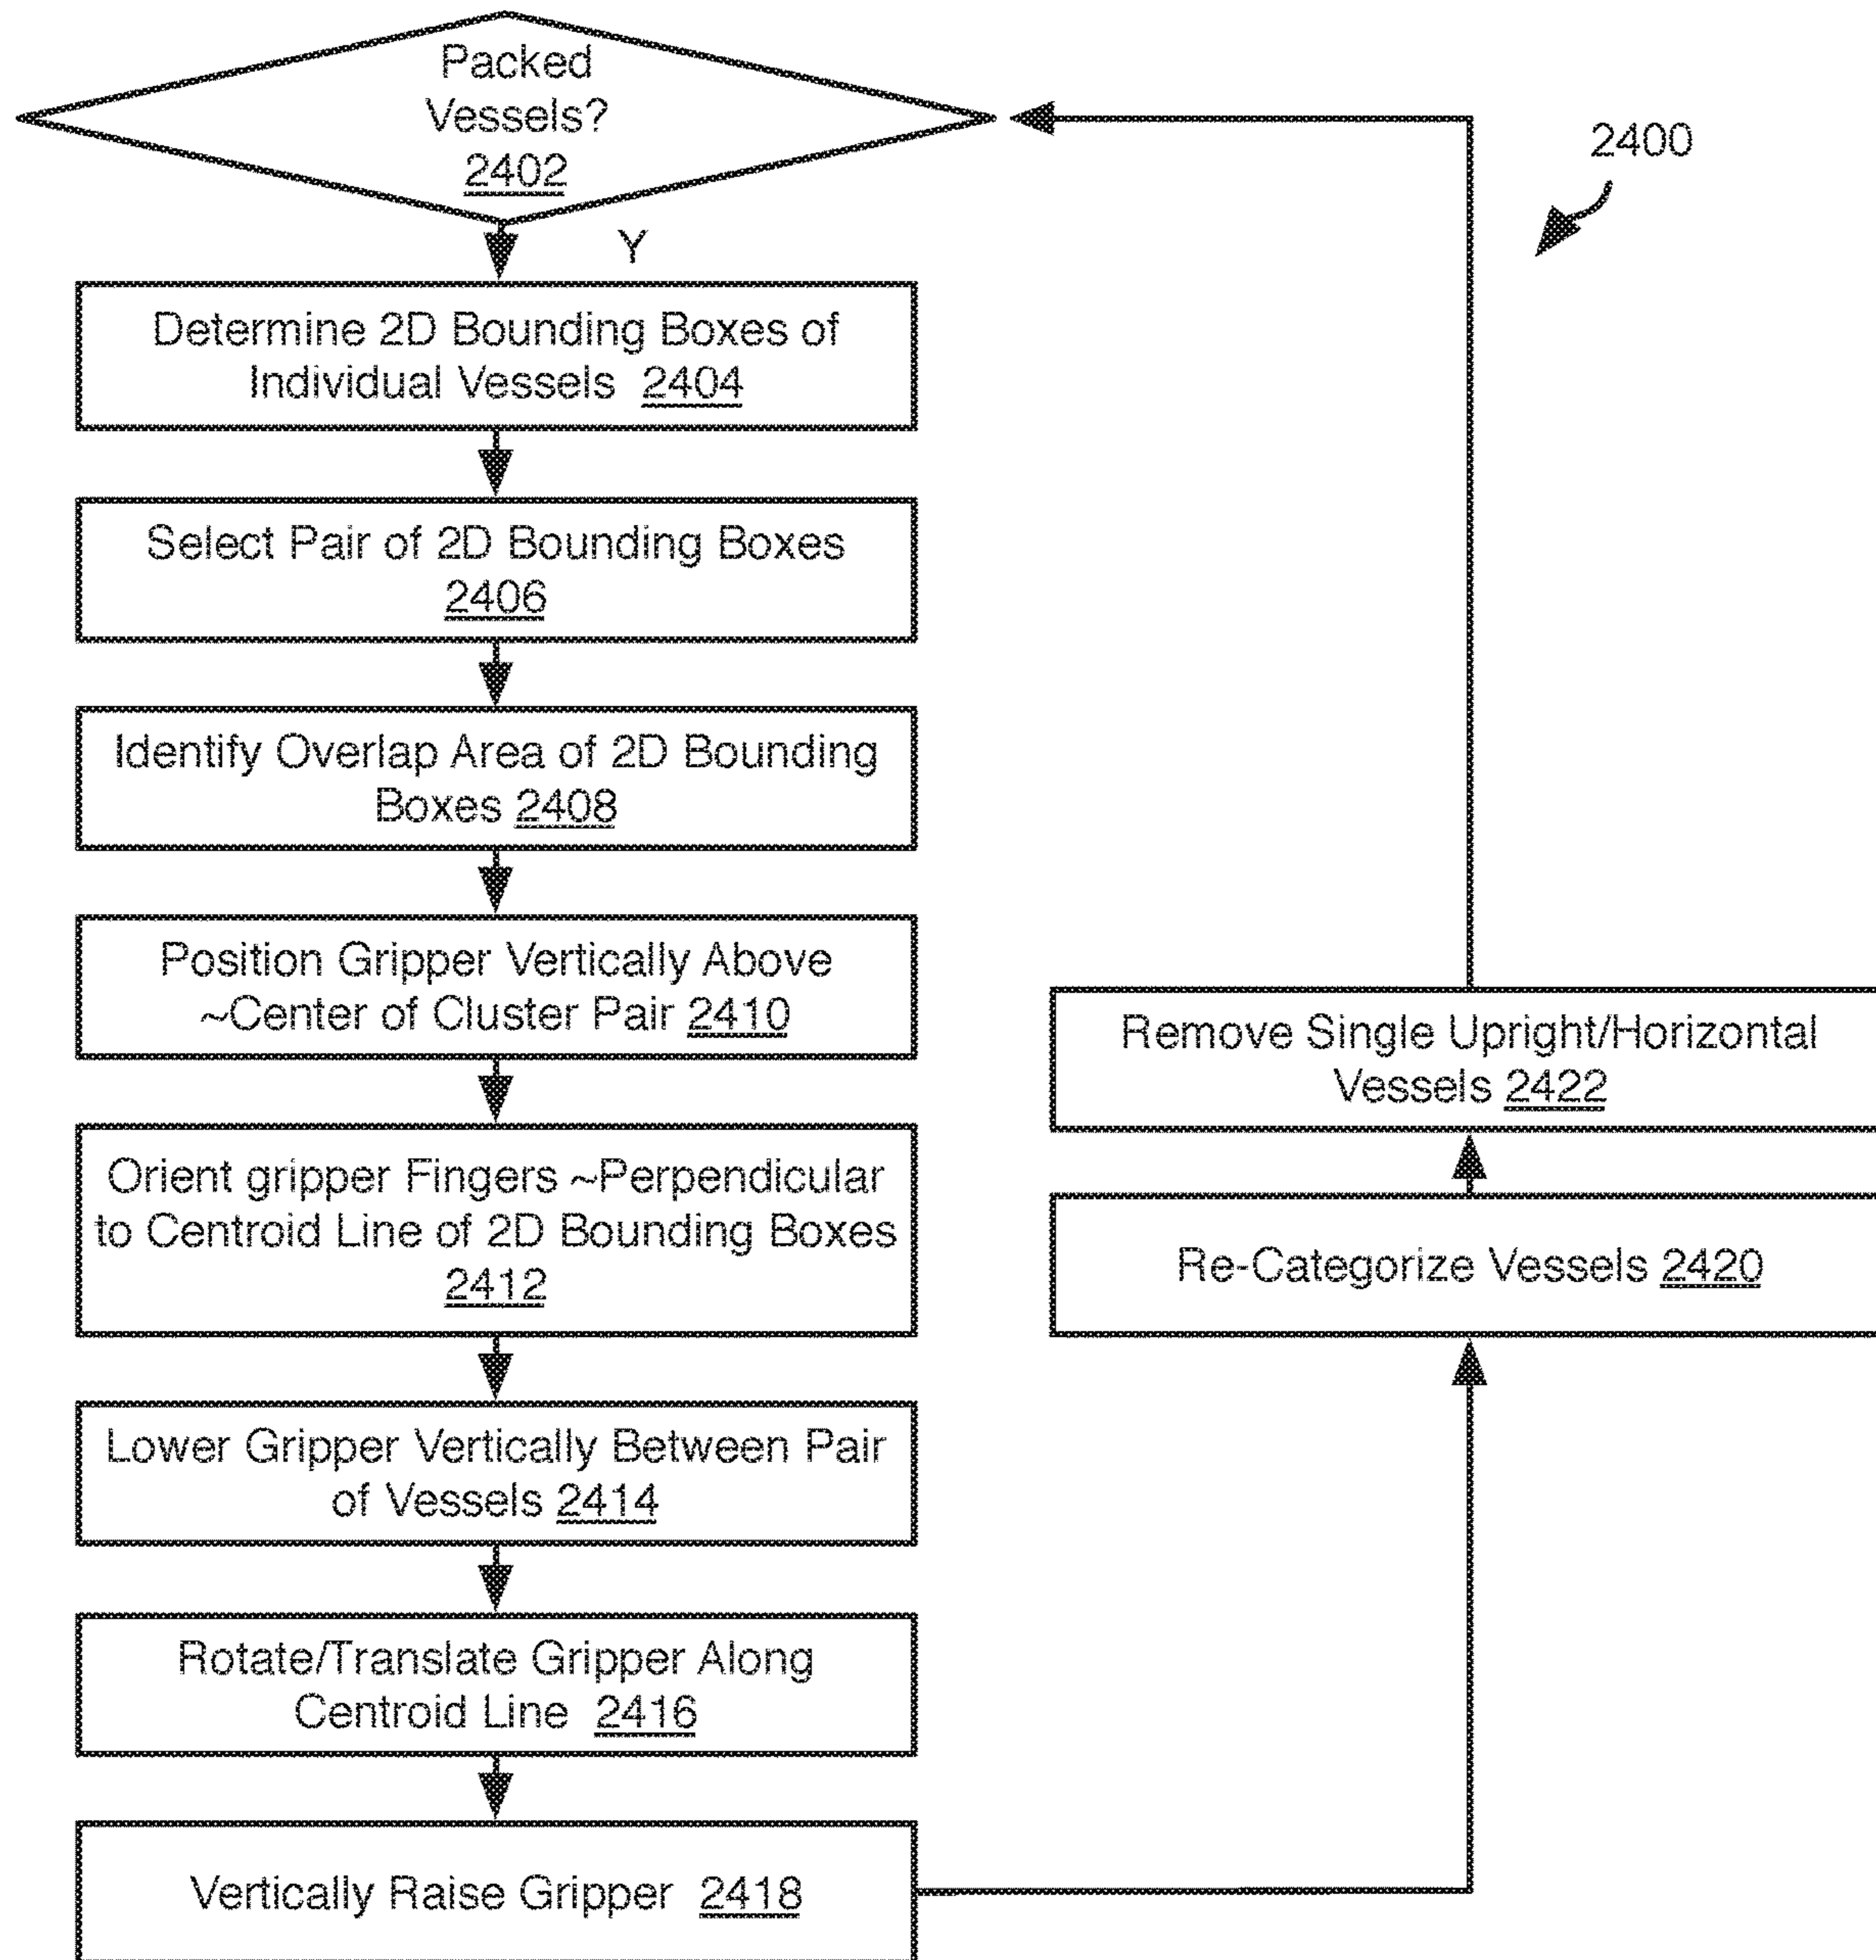 Packed
Vessels?
2402
2400
Y
Determine 2D Bounding Boxes of
Individual Vessels 2404
Select Pair of 2D Bounding Boxes
2406
Identify Overlap Area of 2D Bounding
Boxes 2408
Position Gripper Vertically Above
~Center of Cluster Pair 2410
Orient gripper Fingers ~Perpendicular
to Centroid Line of 2D Bounding Boxes
2412
Lower Gripper Vertically Between Pair
of Vessels 2414
Rotate/Translate Gripper Along
Centroid Line 2416
Vertically Raise Gripper 2418
Re-Categorize Vessels 2420
Remove Single Upright/Horizontal
Vessels 2422